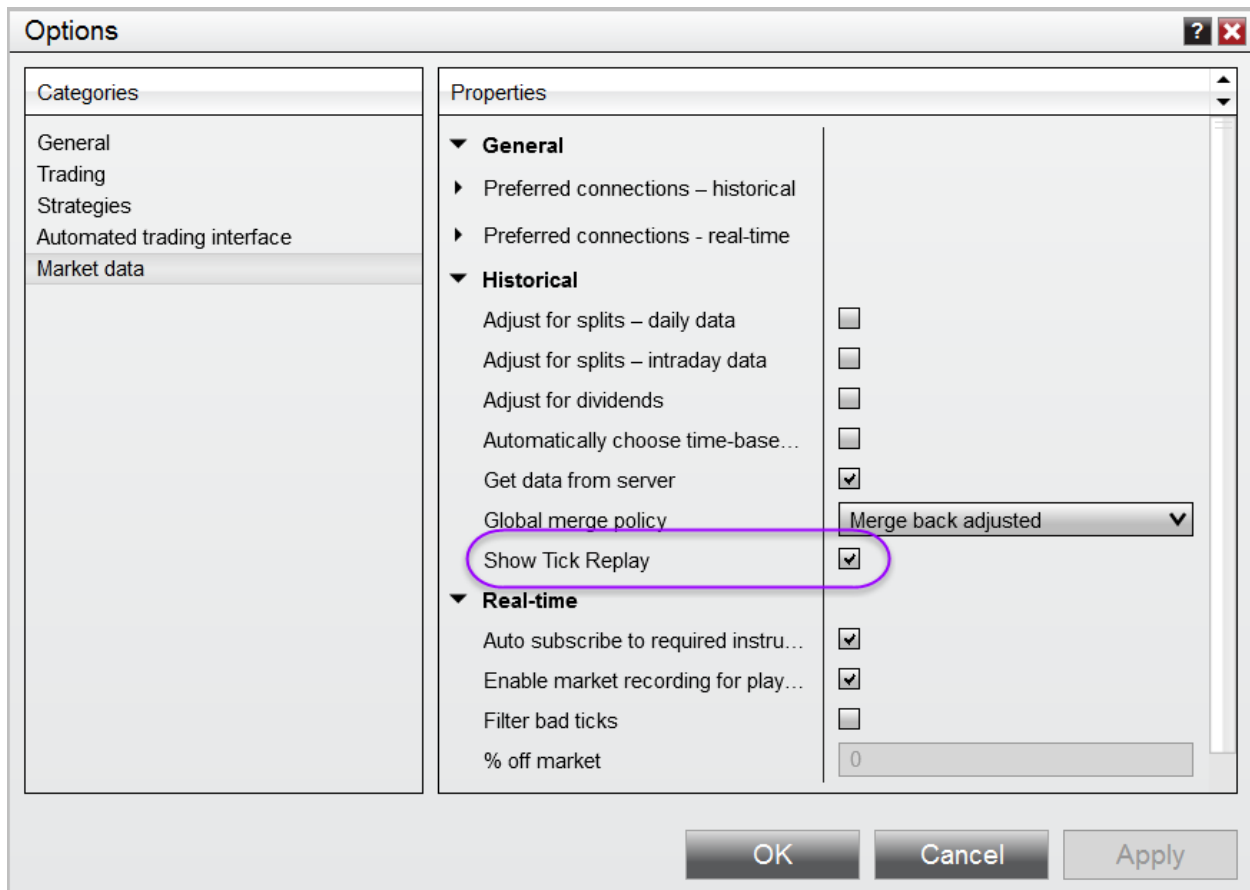 Options
?
Categories
General
Trading
Strategies
Automated trading interface
Market data
Properties
General
Preferred connections – historical
Preferred connections - real-time
Historical
Adjust for splits – daily data
Adjust for splits – intraday data
Adjust for dividends
Automatically choose time-base…
Get data from server
Global merge policy Merge back adjusted
Show Tick Replay
Real-time
Auto subscribe to required instru…
Enable market recording for play…
Filter bad ticks
% off market 0
OK Cancel Apply